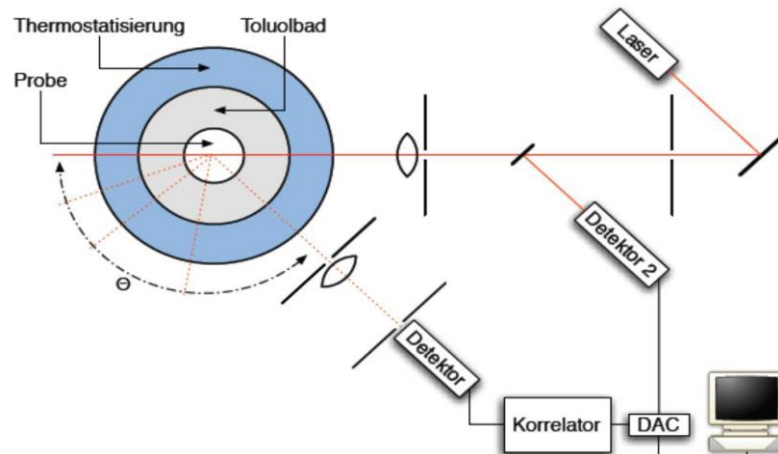 Thermostatisierung
Toluolbad
Laser
Probe
Detektor 2
Θ
Detektor
Korrelator
DAC